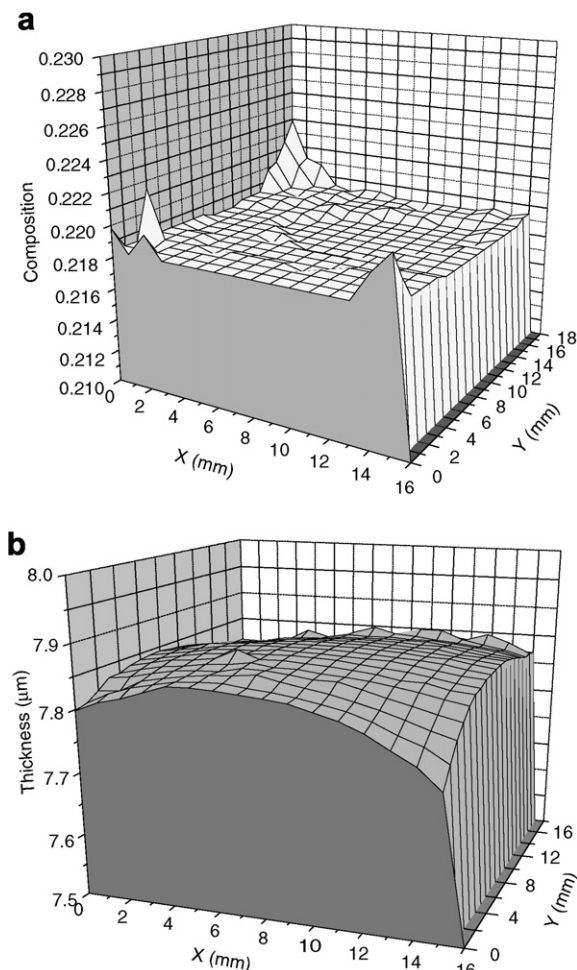 a
0.230
0.228
0.226
0.224
0.222
0.220
0.218
0.216
0.214
0.212
0.210
Composition
0 2 4 6 8 10 12 14 16
X (mm)
0 2 4 6 8 10 12 14 16 18
Y (mm)
b
8.0
7.9
7.8
7.7
7.6
7.5
Thickness (μm)
0 2 4 6 8 10 12 14 16
X (mm)
0 4 8 12 16
Y (mm)